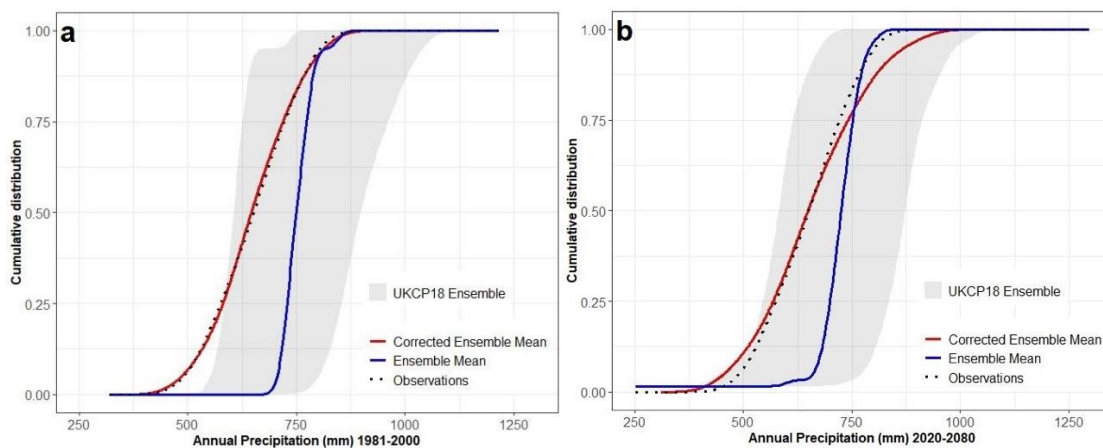 a
1.00
0.75
0.50
0.25
0.00
Cumulative distribution
UKCP18 Ensemble
Corrected Ensemble Mean
Ensemble Mean
Observations
500
750
1000
1250
Annual Precipitation (mm) 1981-2000
b
1.00
0.75
0.50
0.25
0.00
Cumulative distribution
UKCP18 Ensemble
Corrected Ensemble Mean
Ensemble Mean
Observations
250
500
750
1000
1250
Annual Precipitation (mm) 2020-2080